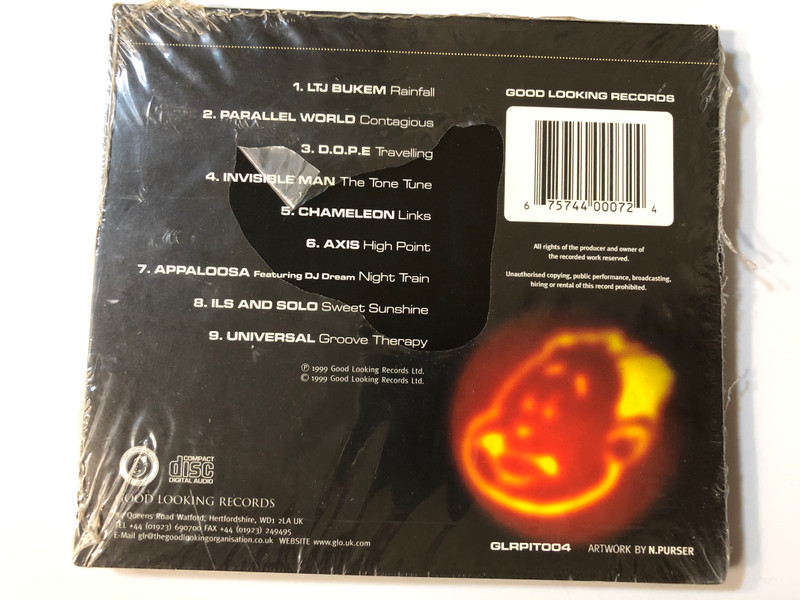 1. LTJ BUKEM Rainfall
2. PARALLEL WORLD Contagious
3. D.O.P.E Travelling
4. INVISIBLE MAN The Tone Tune
5. CHAMELEON Links
6. AXIS High Point
7. APPALOOSA Featuring DJ Dream Night Train
8. ILS AND SOLO Sweet Sunshine
9. UNIVERSAL Groove Therapy
℗ 1999 Good Looking Records Ltd.
© 1999 Good Looking Records Ltd.
GOOD LOOKING RECORDS
6 75744 00072 4
All rights of the producer and owner of
the recorded work reserved.
Unauthorised copying, public performance, broadcasting,
hiring or rental of this record prohibited.
COMPACT
disc
DIGITAL AUDIO
GOOD LOOKING RECORDS
Queens Road Watford, Hertfordshire, WD1 2LA UK
TEL +44 (01923) 690700 FAX +44 (01923) 249495
E-Mail glr@thegoodlookingorganisation.co.uk WEBSITE www.glo.uk.com
GLRPIT004 ARTWORK BY N.PURSER